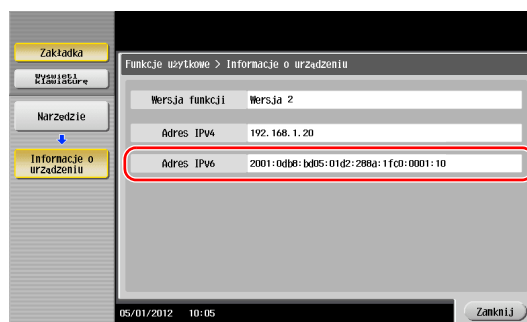 Zakładka
Wyświetl
klawiaturę
Narzędzie
Informacje o
urządzeniu
Funkcje użytkowe > Informacje o urządzeniu
Wersja funkcji Wersja 2
Adres IPv4 192.168.1.20
Adres IPv6 2001:0db8:bd05:01d2:288a:1fc0:0001:10
05/01/2012 10:05
Zamknij